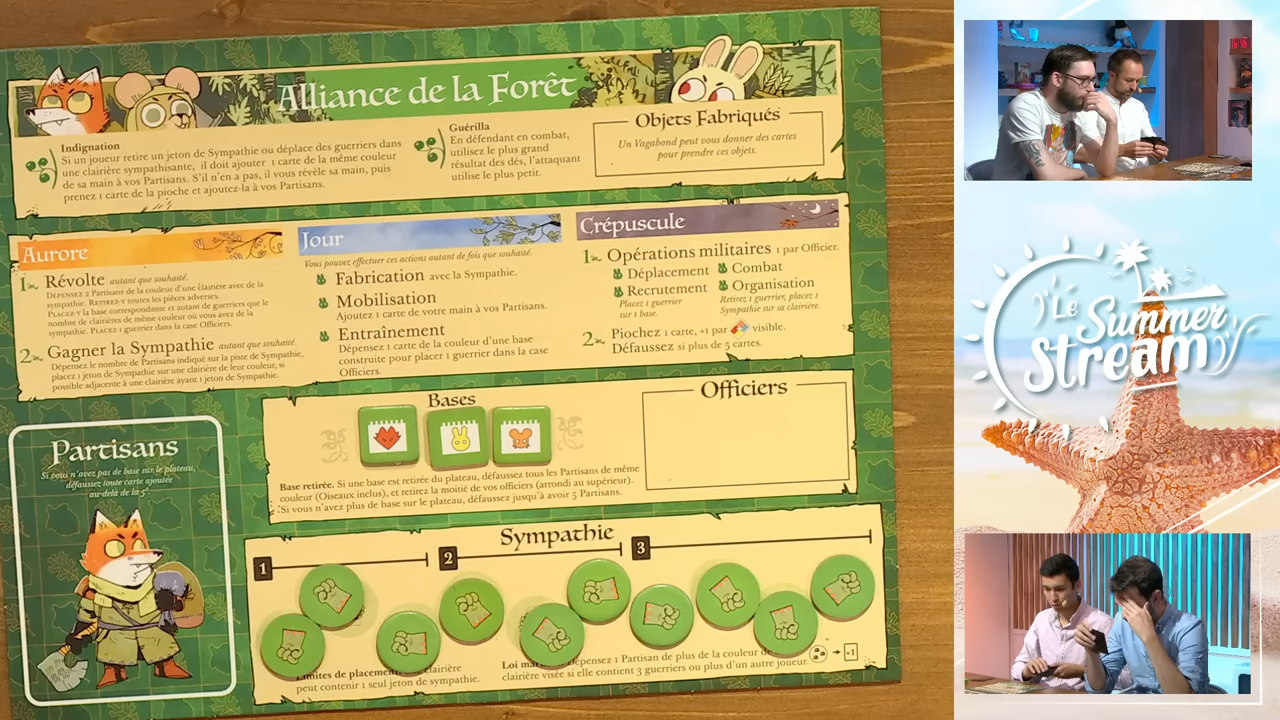 Alliance de la Forêt
Indignation
Si un joueur retire un jeton de Sympathie ou déplace des guerriers dans
une clairière sympathisante, il doit ajouter 1 carte de la même couleur
de sa main à vos Partisans. S'il n'en a pas, il vous révèle sa main, puis
prenez 1 carte de la pioche et ajoutez-la à vos Partisans.
Guérilla
En défendant en combat,
utilisez le plus grand
résultat des dés, l'attaquant
utilise le plus petit.
Objets Fabriqués
Un Vagabond peut vous donner des cartes
pour prendre ces objets.
Aurore
1 Révolte autant que souhaité.
Dépensez 2 Partisans de la couleur d'une clairière avec de la
sympathie. Retirez-y toutes les pièces adverses.
Placez-y la base correspondante et autant de guerriers que le
nombre de clairières de même couleur où vous avez de la
sympathie. Placez 1 guerrier dans la case Officiers.
2 Gagner la Sympathie autant que souhaité.
Dépensez le nombre de Partisans indiqué sur la piste de Sympathie,
placez 1 jeton de Sympathie sur une clairière de leur couleur, si
possible adjacente à une clairière ayant 1 jeton de Sympathie.
Jour
Vous pouvez effectuer ces actions autant de fois que souhaité.
Fabrication avec la Sympathie.
Mobilisation
Ajoutez 1 carte de votre main à vos Partisans.
Entraînement
Dépensez 1 carte de la couleur d'une base
construite pour placer 1 guerrier dans la case
Officiers.
Crépuscule
1 Opérations militaires 1 par Officier.
Déplacement Combat
Recrutement Organisation
Placez 1 guerrier
sur 1 base.
Retirez 1 guerrier, placez 1
Sympathie sur sa clairière.
2 Piochez 1 carte, +1 par visible.
Défaussez si plus de 5 cartes.
Partisans
Si vous n'avez pas de base sur le plateau,
défaussez toute carte ajoutée
au-delà de la 5e
Bases
Base retirée. Si une base est retirée du plateau, défaussez tous les Partisans de même
couleur (Oiseaux inclus), et retirez la moitié de vos officiers (arrondi au supérieur).
Si vous n'avez plus de base sur le plateau, défaussez jusqu'à avoir 5 Partisans.
Officiers
Sympathie
1
2
3
Limites de placement clairière
peut contenir 1 seul jeton de sympathie.
Loi Dépensez 1 Partisan de plus de la couleur de
clairière visée si elle contient 3 guerriers ou plus d'un autre joueur.
+1
Le
Summer
Stream